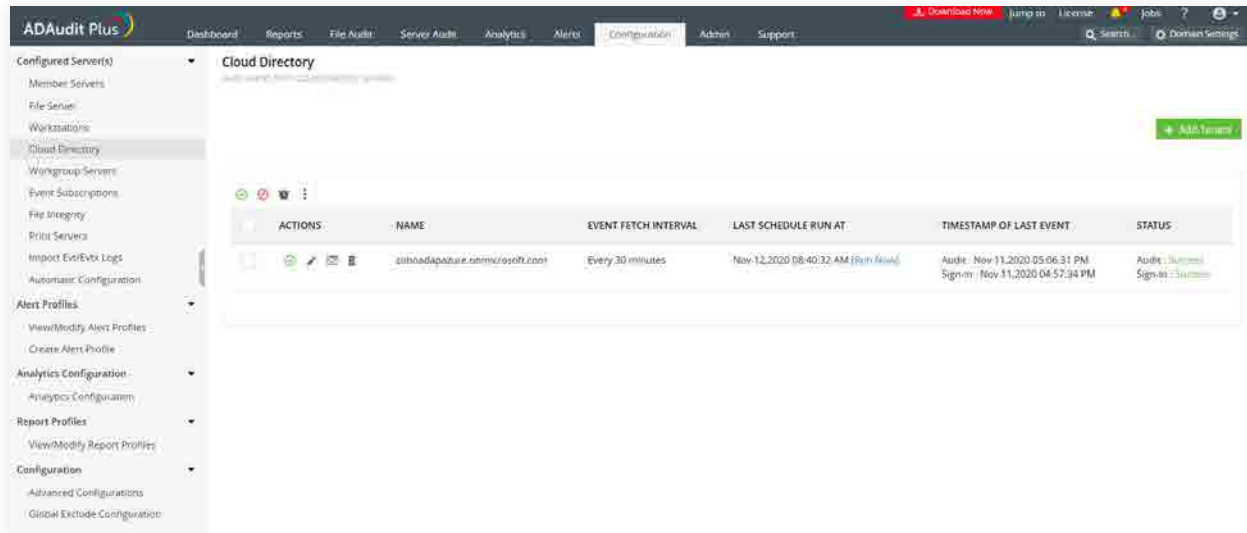 Download Now Jump to License Jobs ?
ADAudit Plus
Dashboard Reports File Audit Server Audit Analytics Alerts Configuration Admin Support Search Domain Settings
Configured Server(s)
Member Servers
File Server
Workstations
Cloud Directory
Workgroup Servers
Event Subscriptions
File Integrity
Print Servers
Import Evt/Evtx Logs
Automatic Configuration
Alert Profiles
View/Modify Alert Profiles
Create Alert Profile
Analytics Configuration
Analytics Configuration
Report Profiles
View/Modify Report Profiles
Configuration
Advanced Configurations
Global Exclude Configuration
Cloud Directory
+ Add Tenant
ACTIONS NAME EVENT FETCH INTERVAL LAST SCHEDULE RUN AT TIMESTAMP OF LAST EVENT STATUS
zohoadapazure.onmicrosoft.com Every 30 minutes Nov 12,2020 08:40:32 AM (Run Now) Audit : Nov 11,2020 05:06:31 PM Audit : Success
Sign-in : Nov 11,2020 04:57:34 PM Sign-in : Success